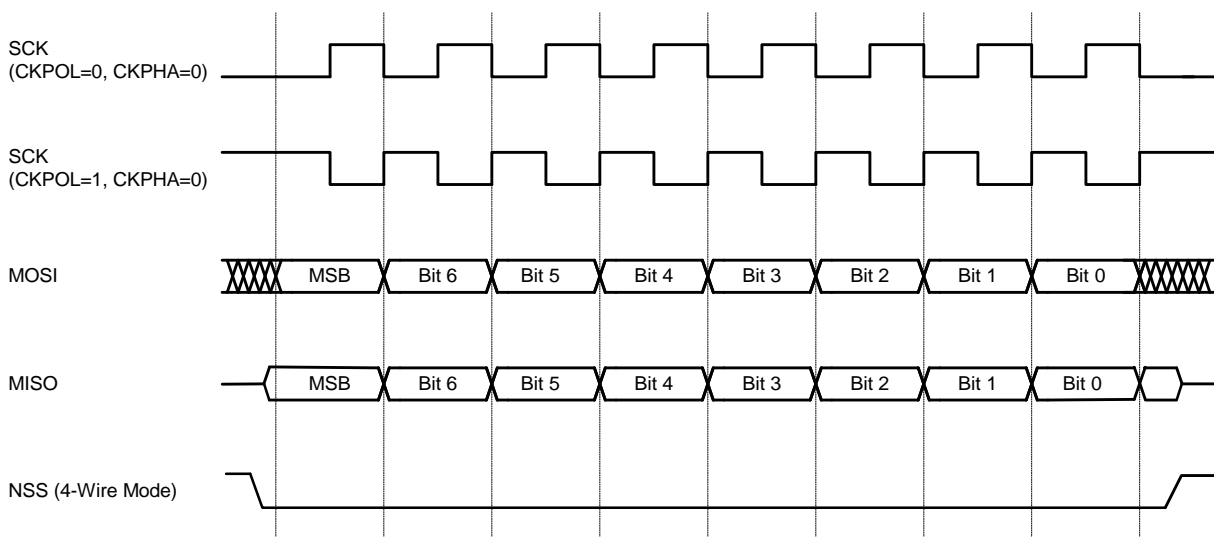 SCK
(CKPOL=0, CKPHA=0)
SCK
(CKPOL=1, CKPHA=0)
MOSI MSB Bit 6 Bit 5 Bit 4 Bit 3 Bit 2 Bit 1 Bit 0
MISO MSB Bit 6 Bit 5 Bit 4 Bit 3 Bit 2 Bit 1 Bit 0
NSS (4-Wire Mode)